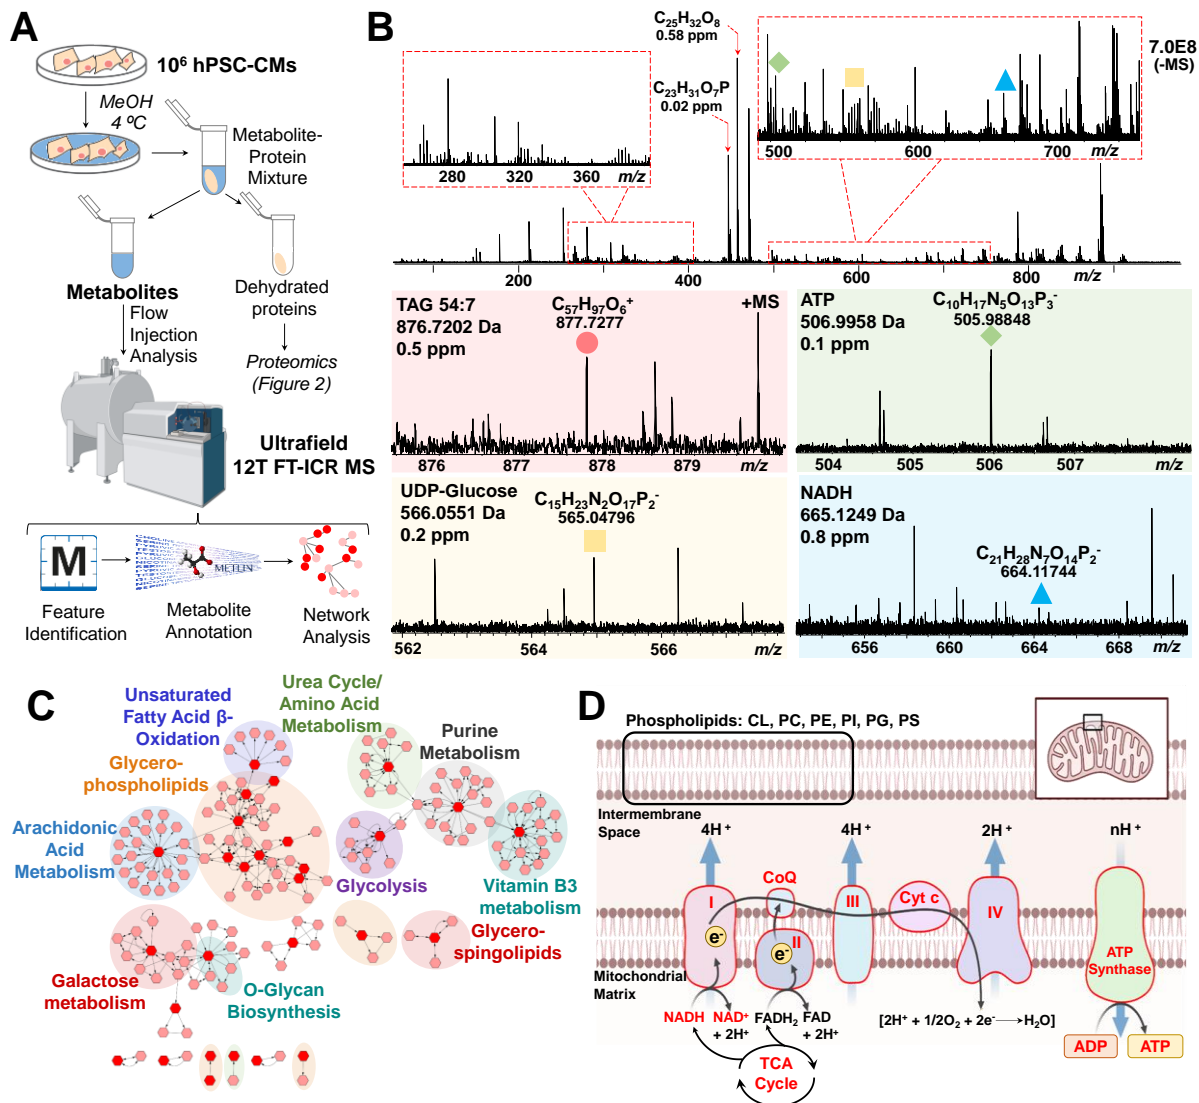 A
10⁶ hPSC-CMs
MeOH
4 ºC
Metabolite-
Protein
Mixture
Metabolites
Flow
Injection
Analysis
Dehydrated
proteins
Proteomics
(Figure 2)
Ultrafield
12T FT-ICR MS
M
METLIN
Feature
Identification
Metabolite
Annotation
Network
Analysis
B
C₂₅H₃₂O₈
0.58 ppm
C₂₃H₃₁O₇P
0.02 ppm
7.0E8
(-MS)
280 320 360 m/z
500 600 700 m/z
200 400 600 800 m/z
TAG 54:7
876.7202 Da
0.5 ppm
C₅₇H₉₇O₆⁺
877.7277
+MS
876 877 878 879 m/z
ATP
506.9958 Da
0.1 ppm
C₁₀H₁₇N₅O₁₃P₃⁻
505.98848
504 505 506 507 m/z
UDP-Glucose
566.0551 Da
0.2 ppm
C₁₅H₂₃N₂O₁₇P₂⁻
565.04796
562 564 566 m/z
NADH
665.1249 Da
0.8 ppm
C₂₁H₂₈N₇O₁₄P₂⁻
664.11744
656 660 664 668 m/z
C
Unsaturated
Fatty Acid β-
Oxidation
Urea Cycle/
Amino Acid
Metabolism
Purine
Metabolism
Glycero-
phospholipids
Arachidonic
Acid
Metabolism
Glycolysis
Vitamin B3
metabolism
Glycero-
spingolipids
Galactose
metabolism
O-Glycan
Biosynthesis
D
Phospholipids: CL, PC, PE, PI, PG, PS
Intermembrane
Space
4H⁺ 4H⁺ 2H⁺ nH⁺
CoQ
I II III Cyt c IV
e⁻ e⁻
ATP
Synthase
Mitochondrial
Matrix
NADH NAD⁺ FADH₂ FAD
+ 2H⁺ + 2H⁺
[2H⁺ + 1/2O₂ + 2e⁻ ⟶ H₂O]
ADP ATP
TCA
Cycle